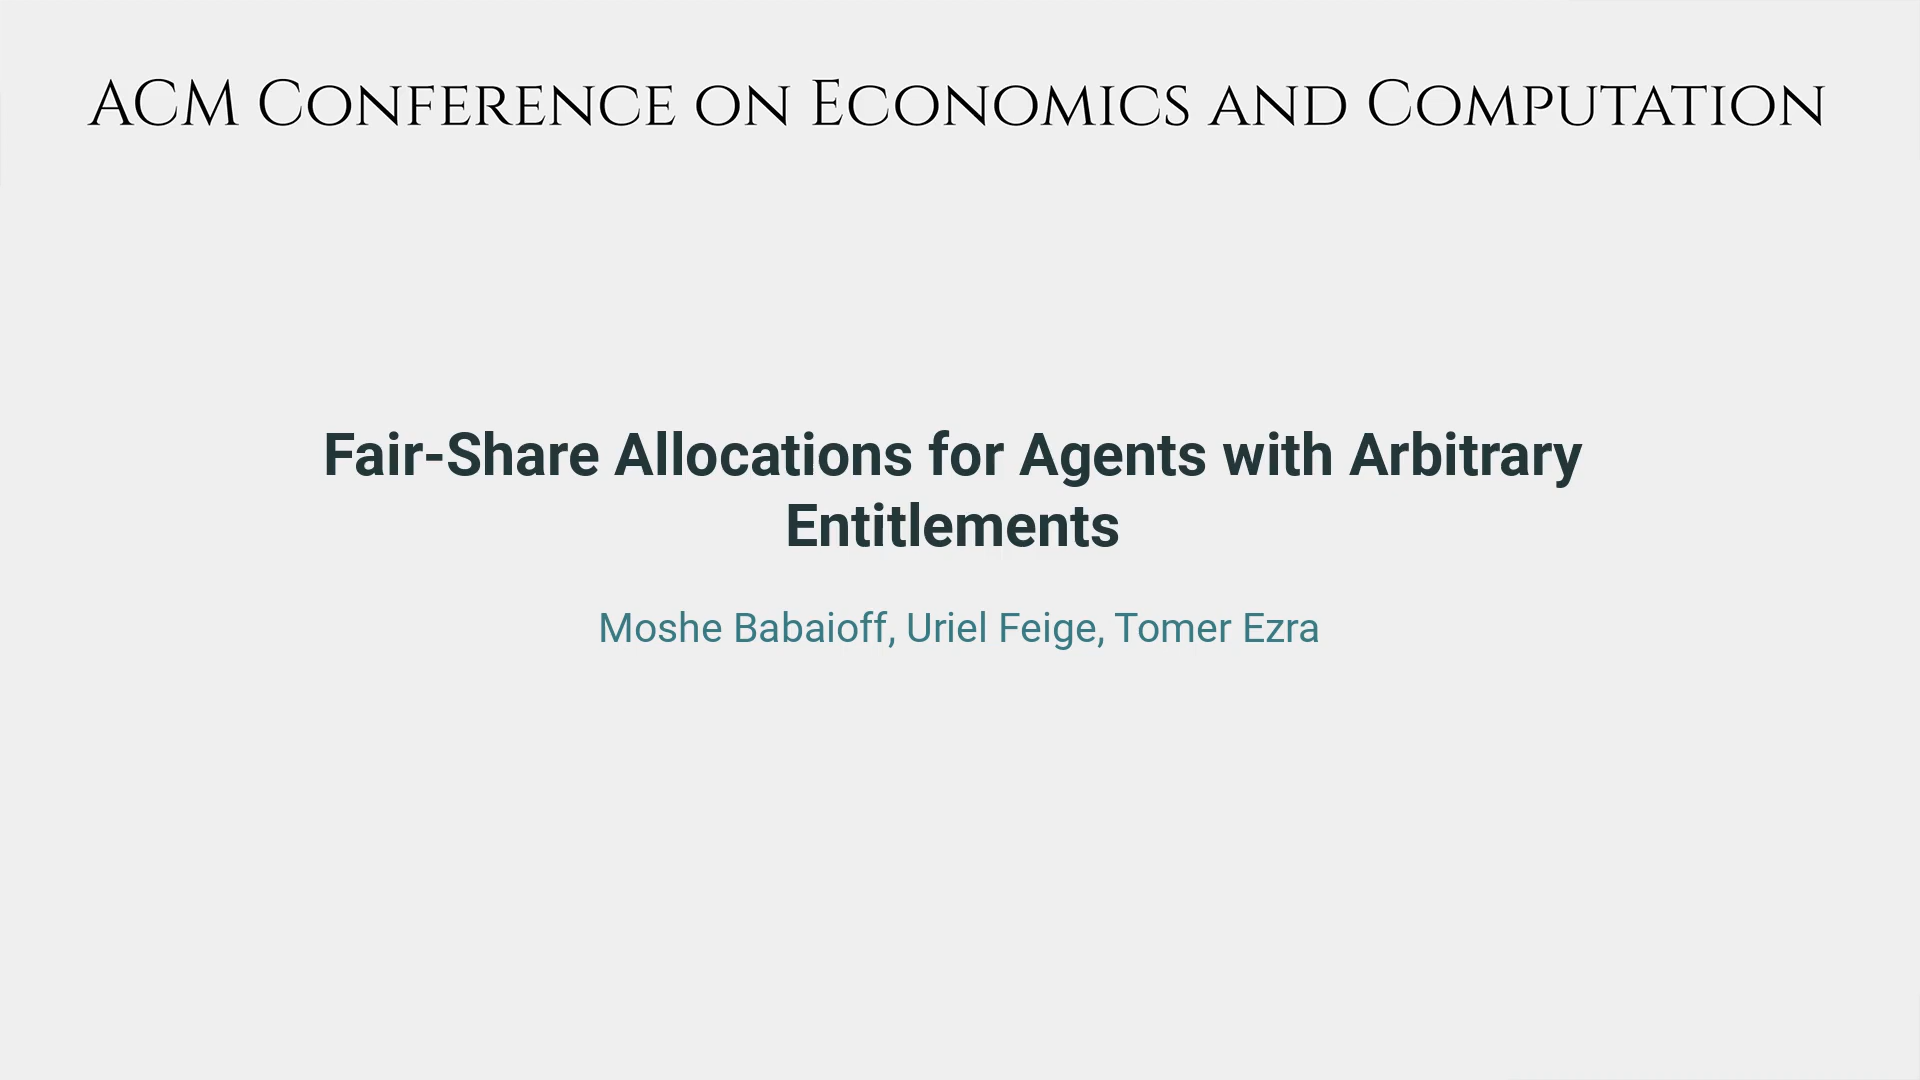 ACM Conference on Economics and Computation
Fair-Share Allocations for Agents with Arbitrary
Entitlements
Moshe Babaioff, Uriel Feige, Tomer Ezra